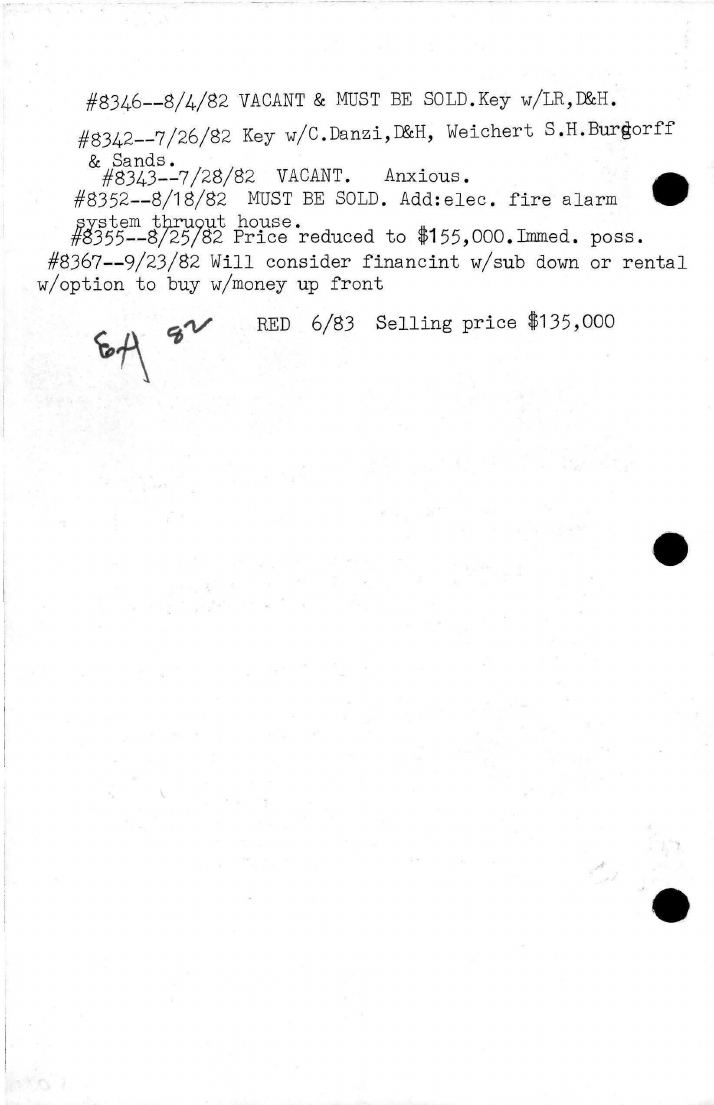 #8346--8/4/82 VACANT & MUST BE SOLD.Key w/LR,D&H.
#8342--7/26/82 Key w/C.Danzi,D&H, Weichert S.H.Burgorff
& Sands.
#8343--7/28/82 VACANT. Anxious.
#8352--8/18/82 MUST BE SOLD. Add:elec. fire alarm
system thruout house.
#8355--8/25/82 Price reduced to $155,000.Immed. poss.
#8367--9/23/82 Will consider financint w/sub down or rental
w/option to buy w/money up front
RED 6/83 Selling price $135,000
82